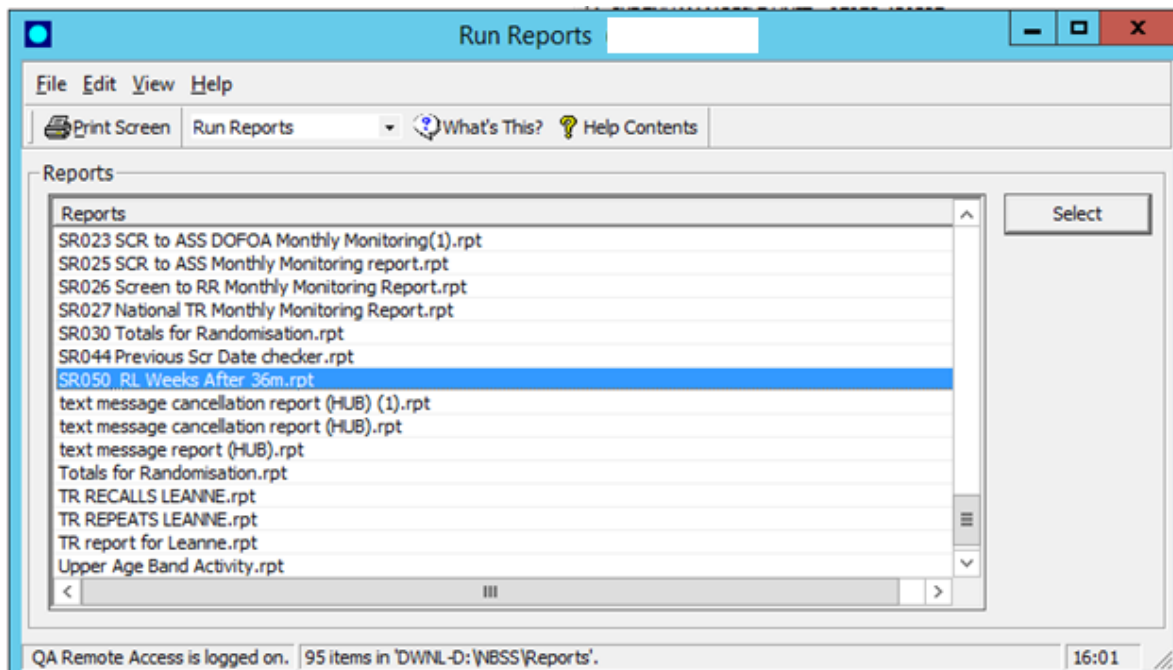 Run Reports
File Edit View Help
Print Screen Run Reports What's This? Help Contents
Reports
Reports
Select
SR023 SCR to ASS DOFOA Monthly Monitoring(1).rpt
SR025 SCR to ASS Monthly Monitoring report.rpt
SR026 Screen to RR Monthly Monitoring Report.rpt
SR027 National TR Monthly Monitoring Report.rpt
SR030 Totals for Randomisation.rpt
SR044 Previous Scr Date checker.rpt
SR050 RL Weeks After 36m.rpt
text message cancellation report (HUB) (1).rpt
text message cancellation report (HUB).rpt
text message report (HUB).rpt
Totals for Randomisation.rpt
TR RECALLS LEANNE.rpt
TR REPEATS LEANNE.rpt
TR report for Leanne.rpt
Upper Age Band Activity.rpt
QA Remote Access is logged on. 95 items in 'DWNL-D:\NBSS\Reports'. 16:01